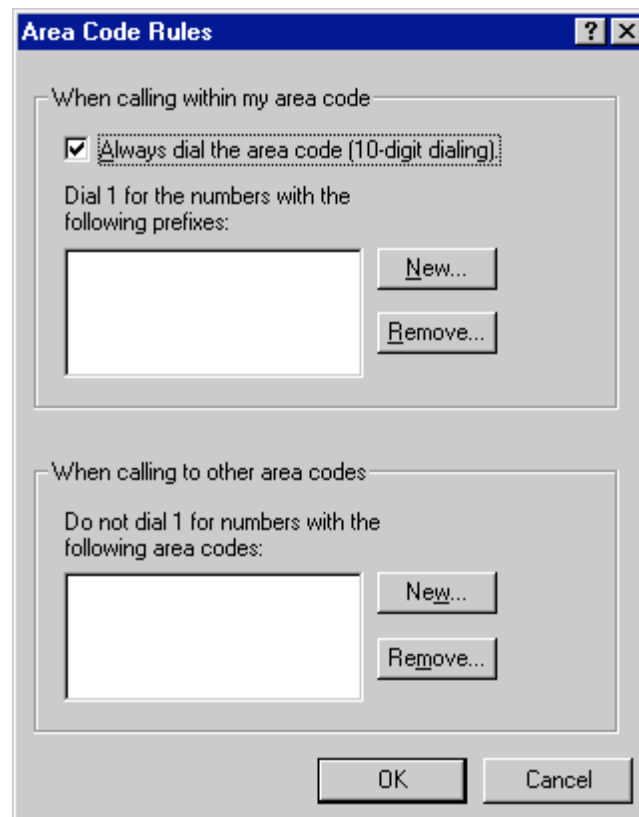 Area Code Rules
When calling within my area code
Always dial the area code (10-digit dialing).
Dial 1 for the numbers with the
following prefixes:
New...
Remove...
When calling to other area codes
Do not dial 1 for numbers with the
following area codes:
New...
Remove...
OK
Cancel